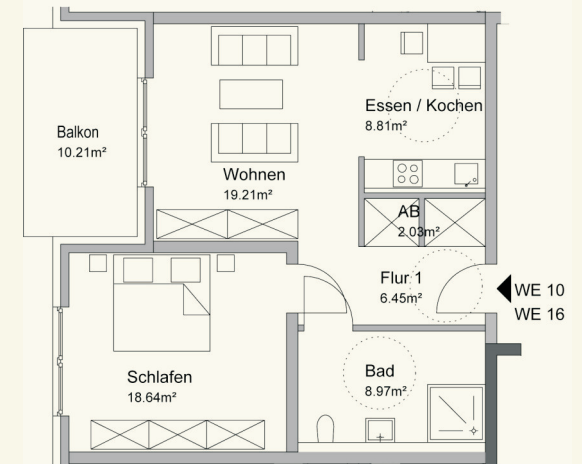 Essen / Kochen
8.81m²
Balkon
10.21m²
Wohnen
19.21m²
AB
2.03m²
Flur 1
6.45m²
WE 10
WE 16
Schlafen
18.64m²
Bad
8.97m²